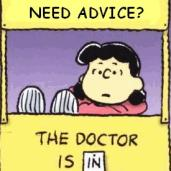 NEED ADVICE?
THE DOCTOR
IS IN